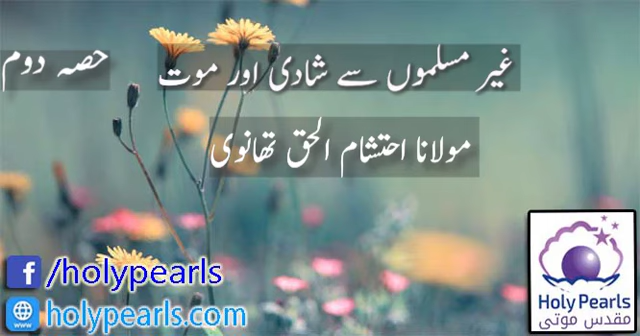 غیر مسلموں سے شادی اور موت حصہ دوم
مولانا احتشام الحق تھانوی
f/holypearls
holypearls.com
Holy Pearls
مقدس موتی